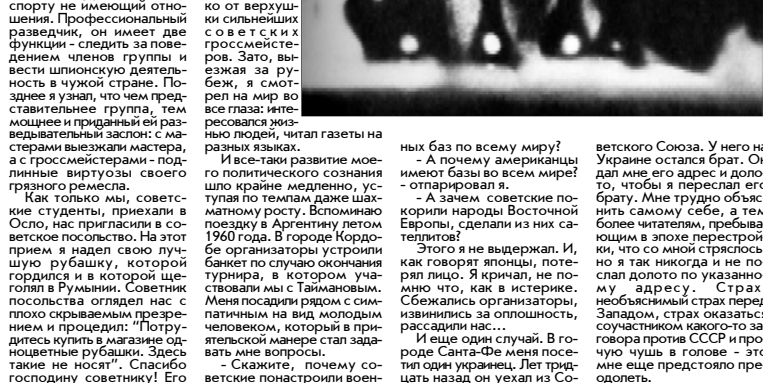 спорту не имеющий отно-
шения. Профессиональный
разведчик, он имеет две
функции - следить за пове-
дением членов группы и
вести шпионскую деятель-
ность в чужой стране. По-
зднее я узнал, что чем пред-
ставительнее группа, тем
мощнее и приданный ей раз-
ведывательный заслон: с ма-
стерами выезжали мастера,
а с гроссмейстерами - под-
линные виртуозы своего
грязного ремесла.
Как только мы, советс-
кие студенты, приехали в
Осло, нас пригласили в со-
ветское посольство. На этот
прием я надел свою луч-
шую рубашку, которой
гордился и в которой ще-
голял в Румынии. Советник
посольства оглядел нас с
плохо скрываемым презре-
нием и процедил: "Потру-
дитесь купить в магазине од-
ноцветные рубашки. Здесь
такие не носят". Спасибо
господину советнику! Его
ко от верхуш-
ки сильнейших
советских
гроссмейсте-
ров. Зато, вы-
езжая за ру-
беж, я смот-
рел на мир во
все глаза: инте-
ресовался жиз-
нью людей, читал газеты на
разных языках.
И все-таки развитие мое-
го политического сознания
шло крайне медленно, ус-
тупая по темпам даже шах-
матному росту. Вспоминаю
поездку в Аргентину летом
1960 года. В городе Кордо-
бе организаторы устроили
банкет по случаю окончания
турнира, в котором уча-
ствовали мы с Таймановым.
Меня посадили рядом с сим-
патичным на вид молодым
человеком, который в при-
ятельской манере стал зада-
вать мне вопросы.
- Скажите, почему со-
ветские понастроили воен-
ных баз по всему миру?
- А почему американцы
имеют базы во всем мире?
- отпарировал я.
- А зачем советские по-
корили народы Восточной
Европы, сделали из них са-
теллитов?
Этого я не выдержал. И,
как говорят японцы, поте-
рял лицо. Я кричал, не по-
мню что, как в истерике.
Сбежались организаторы,
извинились за оплошность,
рассадили нас...
И еще один случай. В го-
роде Санта-Фе меня посе-
тил один украинец. Лет трид-
цать назад он уехал из Со-
ветского Союза. У него на
Украине остался брат. Он
дал мне его адрес и доло-
то, чтобы я переслал его
брату. Мне трудно объяс-
нить самому себе, а тем
более читателям, пребыва-
ющим в эпохе перестрой-
ки, что со мной стряслось,
но я так никогда и не по-
слал долото по указанно-
му адресу. Страх,
необъяснимый страх перед
Западом, страх оказаться
соучастником какого-то за-
говора против СССР и про-
чую чушь в голове - это
мне еще предстояло пре-
одолеть.